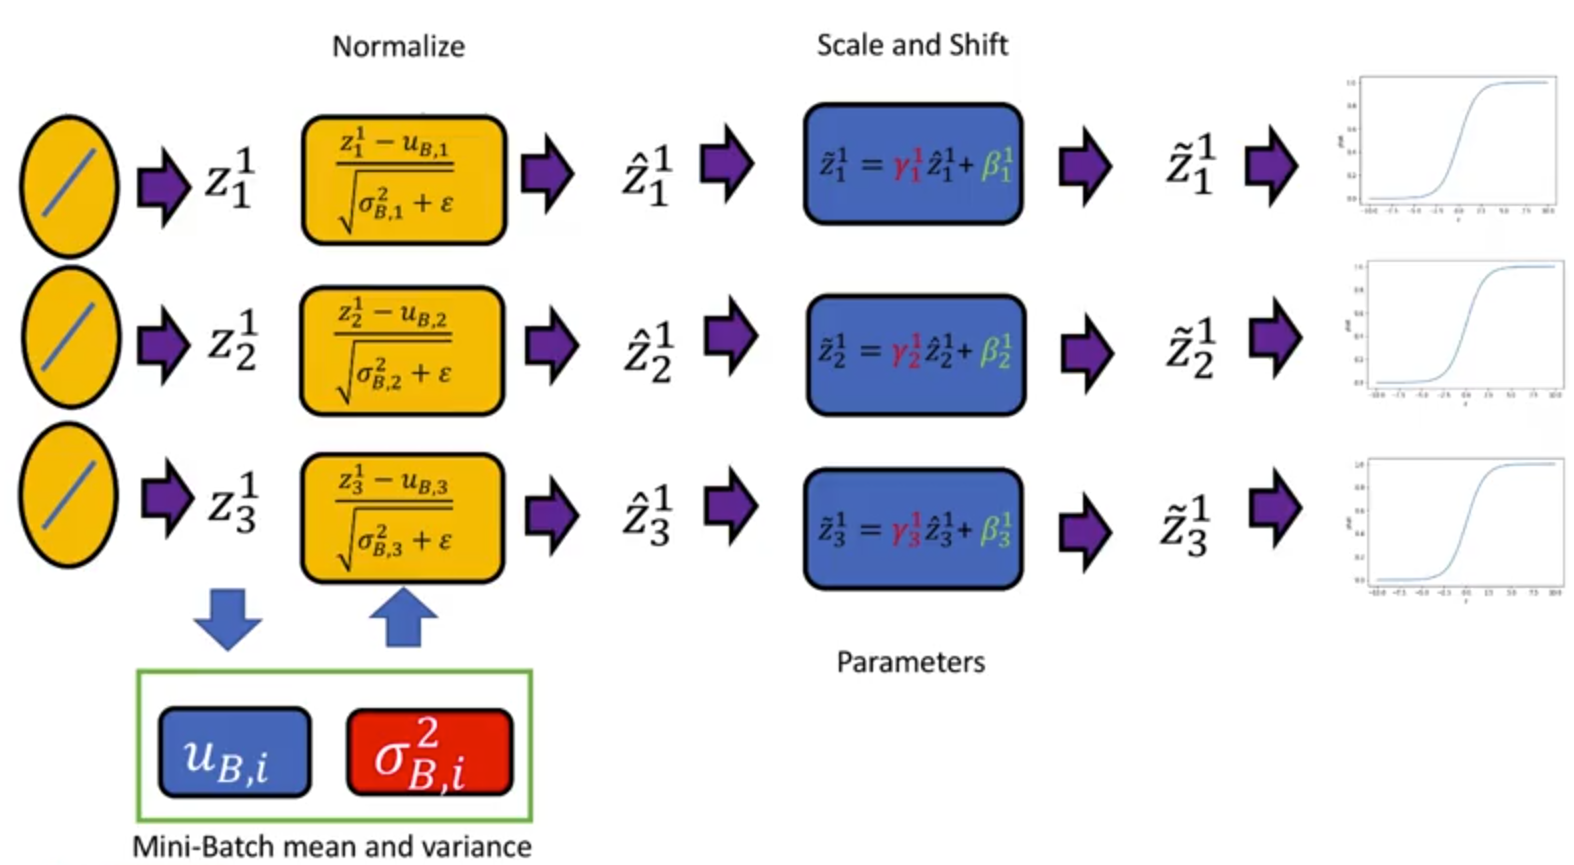 Normalize
Scale and Shift
z_1^1
z_1^1 − u_{B,1}
√(σ_{B,1}^2 + ε)
ẑ_1^1
z̃_1^1 = γ_1^1 ẑ_1^1 + β_1^1
z̃_1^1
z_2^1
z_2^1 − u_{B,2}
√(σ_{B,2}^2 + ε)
ẑ_2^1
z̃_2^1 = γ_2^1 ẑ_2^1 + β_2^1
z̃_2^1
z_3^1
z_3^1 − u_{B,3}
√(σ_{B,3}^2 + ε)
ẑ_3^1
z̃_3^1 = γ_3^1 ẑ_3^1 + β_3^1
z̃_3^1
Parameters
u_{B,i}
σ_{B,i}^2
Mini-Batch mean and variance